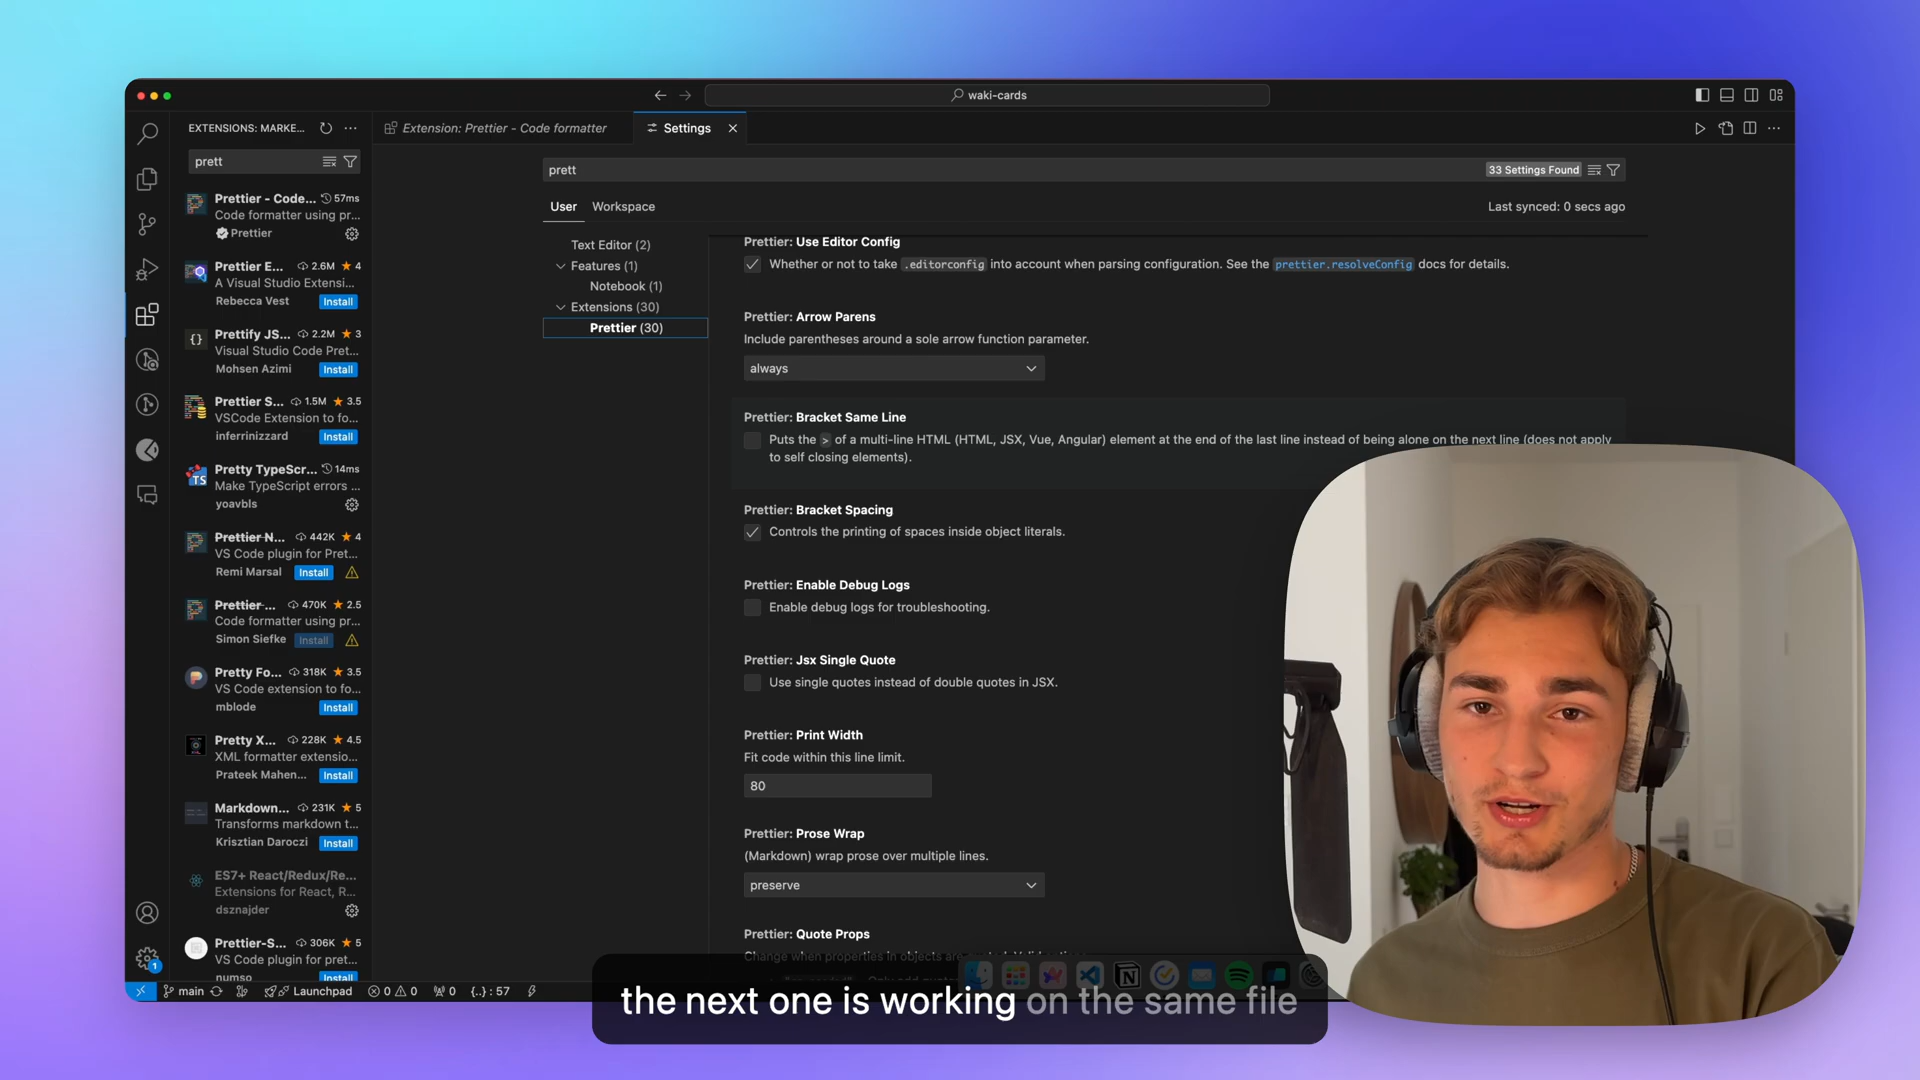 waki-cards
EXTENSIONS: MARKE...
Extension: Prettier - Code formatter
Settings
prett
Prettier - Code... 57ms
Code formatter using pr...
Prettier
Prettier E... 2.6M ★ 4
A Visual Studio Extensi...
Rebecca Vest Install
Prettify JS... 2.2M ★ 3
Visual Studio Code Pret...
Mohsen Azimi Install
Prettier S... 1.5M ★ 3.5
VSCode Extension to fo...
inferrinizzard Install
Pretty TypeScr... 14ms
Make TypeScript errors ...
yoavbls
Prettier N... 442K ★ 4
VS Code plugin for Pret...
Remi Marsal Install
Prettier ... 470K ★ 2.5
Code formatter using pr...
Simon Siefke Install
Pretty Fo... 318K ★ 3.5
VS Code extension to fo...
mblode Install
Pretty X... 228K ★ 4.5
XML formatter extensio...
Prateek Mahen... Install
Markdown... 231K ★ 5
Transforms markdown t...
Krisztian Daroczi Install
ES7+ React/Redux/Re...
Extensions for React, R...
dsznajder
Prettier-S... 306K ★ 5
VS Code plugin for pret...
numso Install
prett
33 Settings Found
User Workspace
Last synced: 0 secs ago
Text Editor (2)
Features (1)
Notebook (1)
Extensions (30)
Prettier (30)
Prettier: Use Editor Config
Whether or not to take .editorconfig into account when parsing configuration. See the prettier.resolveConfig docs for details.
Prettier: Arrow Parens
Include parentheses around a sole arrow function parameter.
always
Prettier: Bracket Same Line
Puts the > of a multi-line HTML (HTML, JSX, Vue, Angular) element at the end of the last line instead of being alone on the next line (does not apply
to self closing elements).
Prettier: Bracket Spacing
Controls the printing of spaces inside object literals.
Prettier: Enable Debug Logs
Enable debug logs for troubleshooting.
Prettier: Jsx Single Quote
Use single quotes instead of double quotes in JSX.
Prettier: Print Width
Fit code within this line limit.
80
Prettier: Prose Wrap
(Markdown) wrap prose over multiple lines.
preserve
Prettier: Quote Props
Change when properties in objects are
1
main Launchpad 0 0 0 {..} : 57
the next one is working on the same file